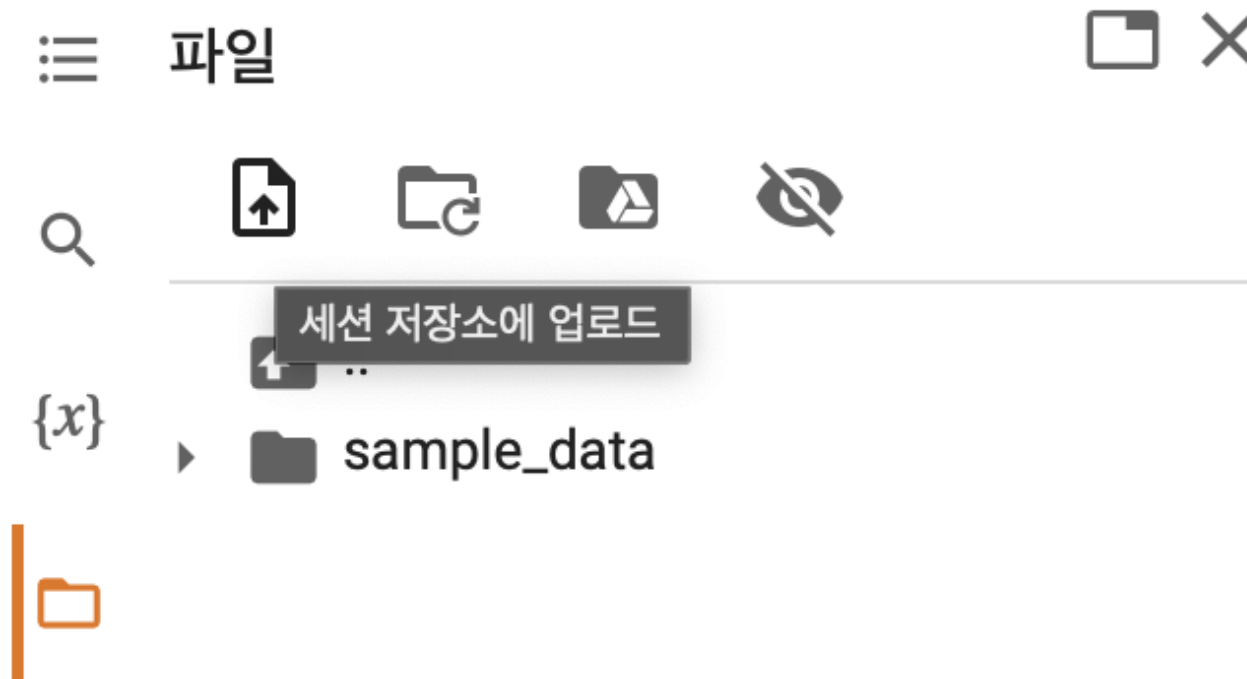 파일
세션 저장소에 업로드
..
{x}
sample_data